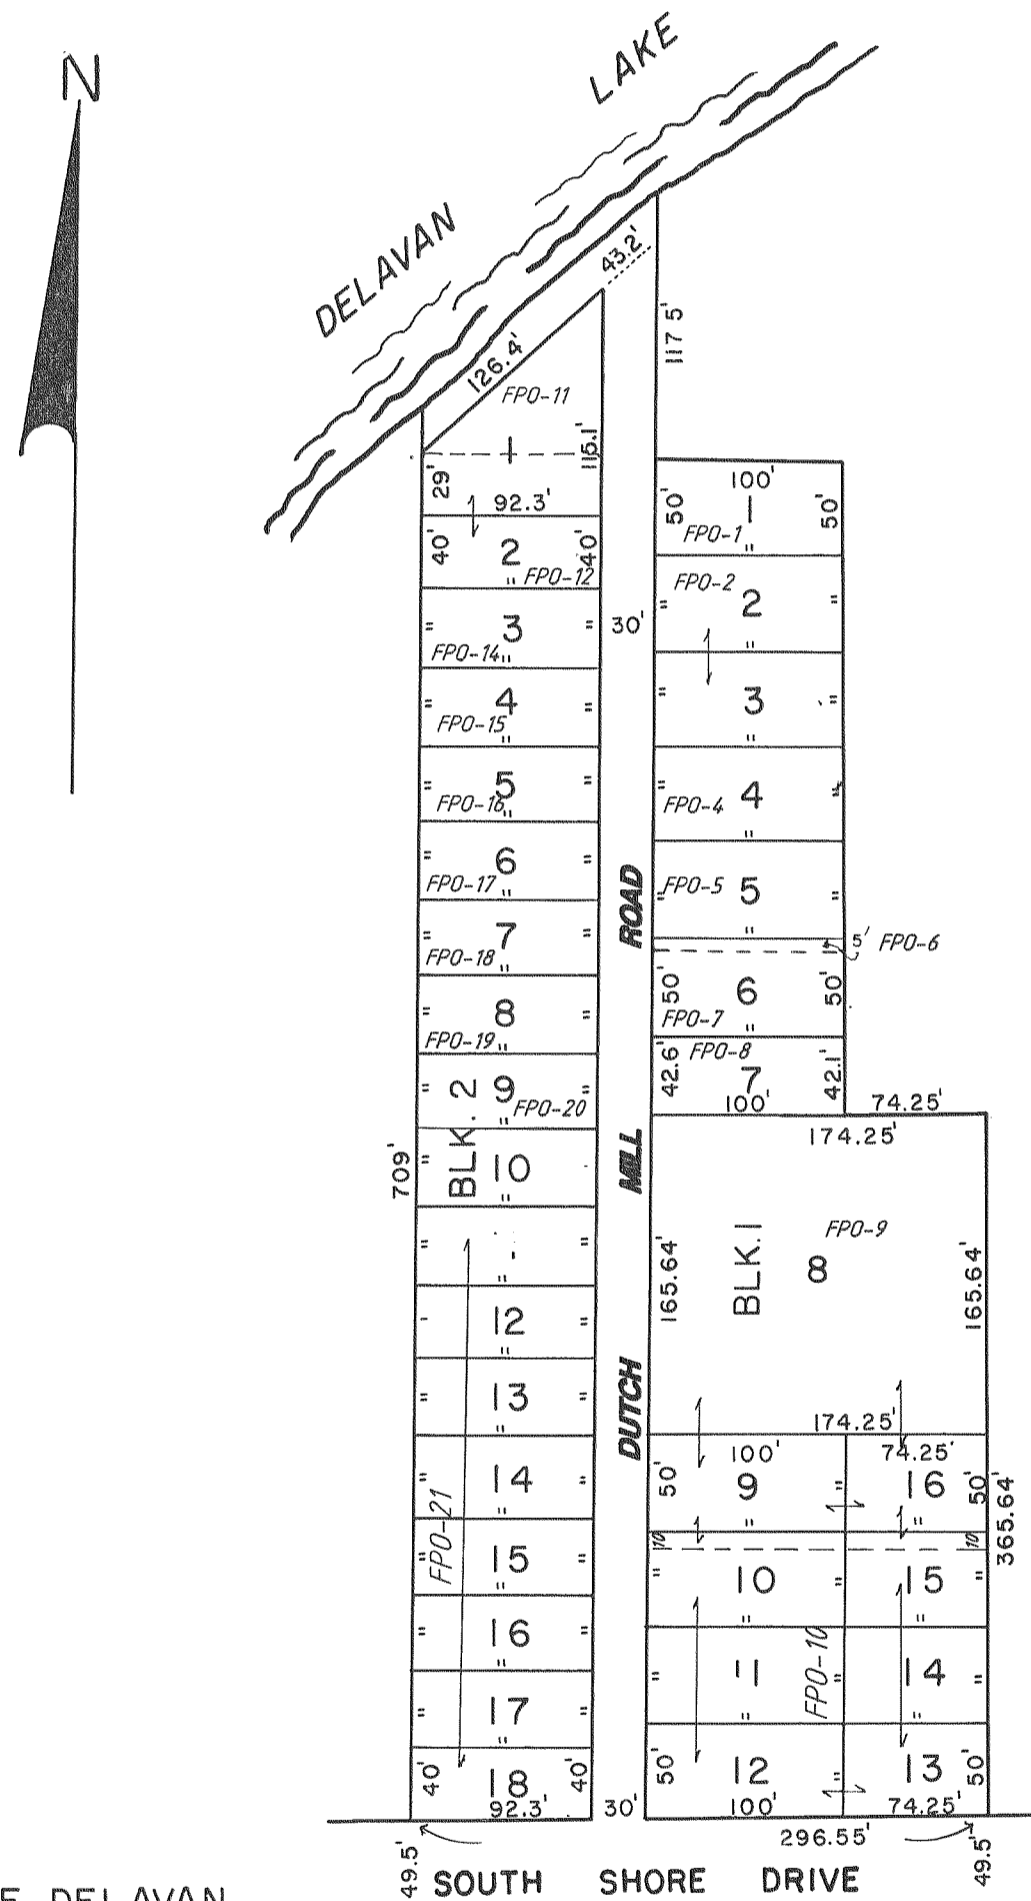 N
LAKE
DELAVAN
43.2'
117 5'
126.4'
FPO-11
1
115.1'
29'
92.3'
40'
2
40'
" FPO-12
" 3 "
FPO-14 "
" 4 "
FPO-15 "
" 5 "
FPO-16 "
" 6 "
FPO-17 "
" 7 "
FPO-18 "
" 8 "
FPO-19 "
" 9 "
FPO-20
"
BLK. 2
709'
" 10
"
" "
"
12 "
"
" 13 "
"
" 14 "
FPO-21
" 15 "
"
" 16 "
"
" 17 "
"
40' 18 40'
92.3'
30'
DUTCH MILL ROAD
30'
100'
50' 1 50'
FPO-1 "
FPO-2
" 2 "
"
" 3 "
"
" 4 "
FPO-4
"
" FPO-5 5 "
"
5' FPO-6
50' 6 50'
FPO-7 "
FPO-8
42.6' 7 42.1'
100' 74.25'
174.25'
FPO-9
BLK. 1
8
165.64' 165.64'
174.25'
100' 74.25'
50' 9 " 16 50'
" "
365.64'
10' 10'
" 10 " 15 "
" "
FPO-10
" 11 " 14 "
" "
50' 12 " 13 50'
100' 74.25'
296.55'
49.5' 49.5'
SOUTH SHORE DRIVE
DELAVAN